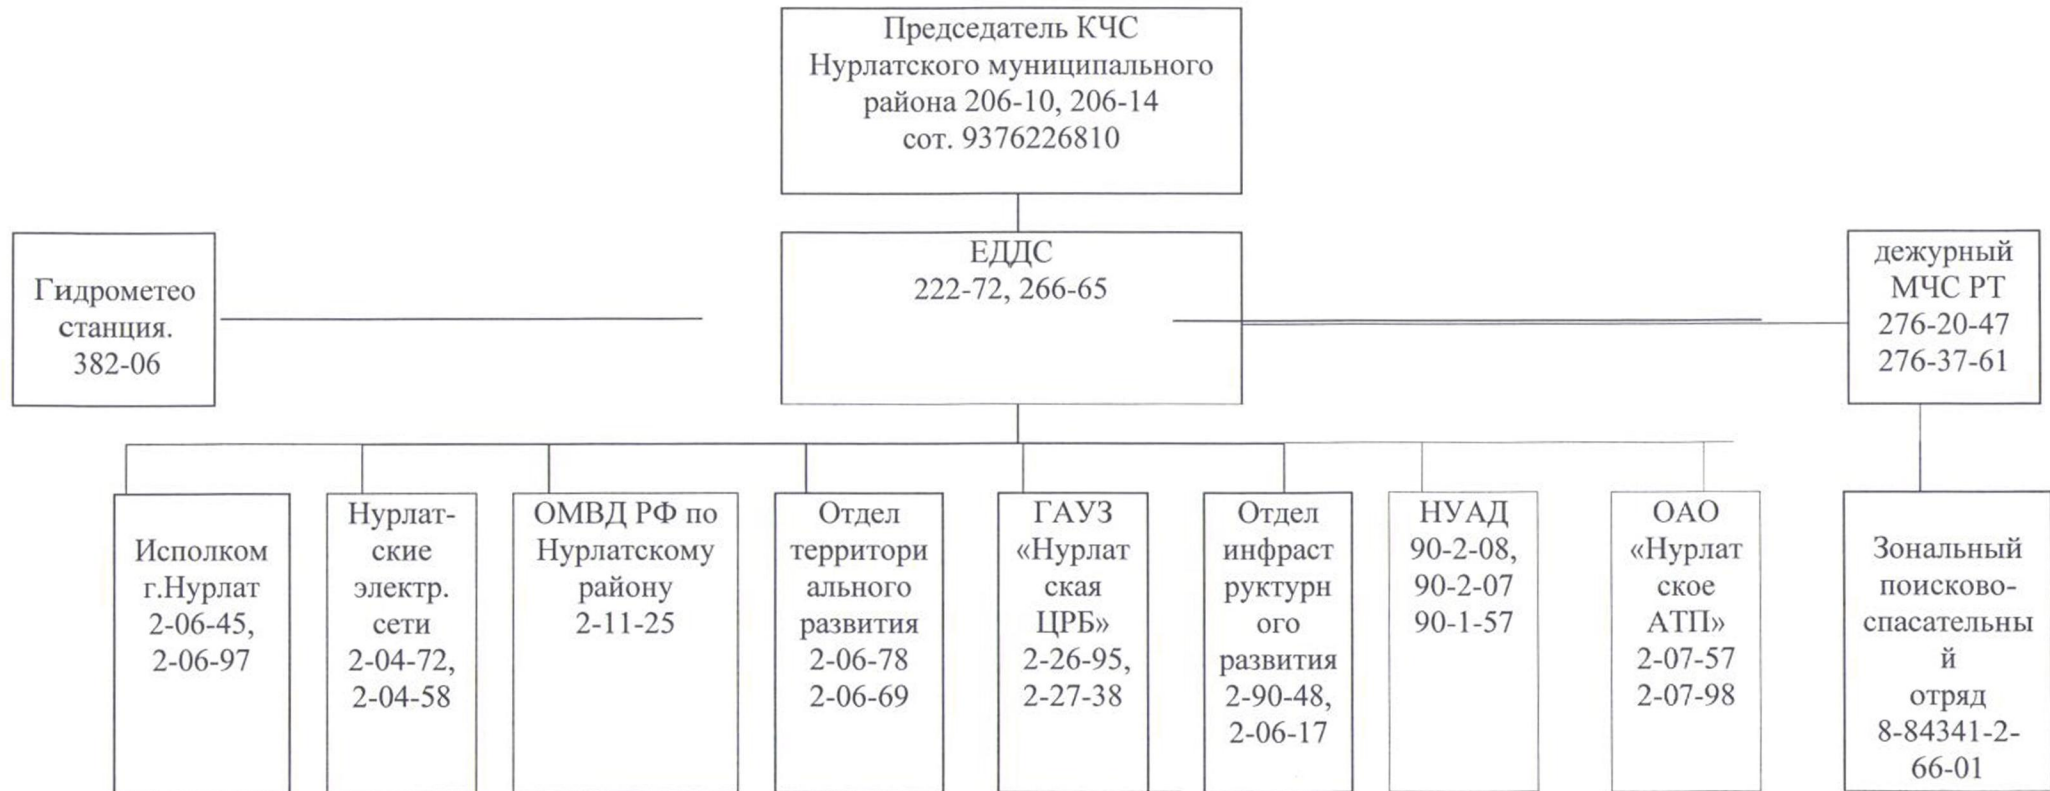 Председатель КЧС
Нурлатского муниципального
района 206-10, 206-14
сот. 9376226810
Гидрометео
станция.
382-06
ЕДДС
222-72, 266-65
дежурный
МЧС РТ
276-20-47
276-37-61
Исполком
г.Нурлат
2-06-45,
2-06-97
Нурлат-
ские
электр.
сети
2-04-72,
2-04-58
ОМВД РФ по
Нурлатскому
району
2-11-25
Отдел
территори
ального
развития
2-06-78
2-06-69
ГАУЗ
«Нурлат
ская
ЦРБ»
2-26-95,
2-27-38
Отдел
инфраст
руктурн
ого
развития
2-90-48,
2-06-17
НУАД
90-2-08,
90-2-07
90-1-57
ОАО
«Нурлат
ское
АТП»
2-07-57
2-07-98
Зональный
поисково-
спасательны
й
отряд
8-84341-2-
66-01